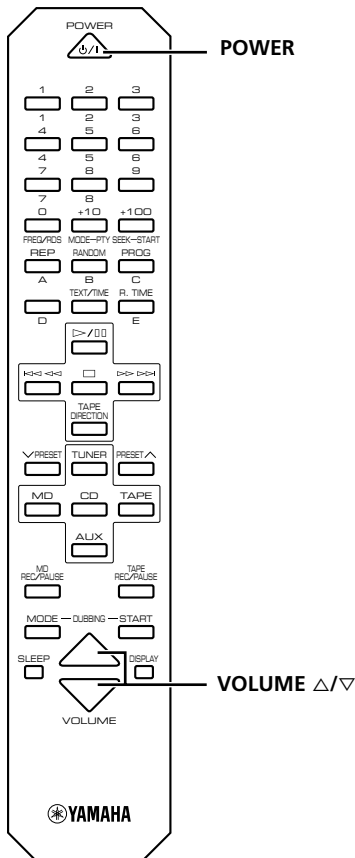 POWER
⏻/I
POWER
1 2 3
1 2 3
4 5 6
4 5 6
7 8 9
7 8
0 +10 +100
FREQ/RDS MODE–PTY SEEK–START
REP RANDOM PROG
A B C
TEXT/TIME R. TIME
D E
▷/▯▯
|◁◁ ◁◁ □ ▷▷ ▷▷|
TAPE
DIRECTION
∨PRESET TUNER PRESET∧
MD CD TAPE
AUX
MD
REC/PAUSE
TAPE
REC/PAUSE
MODE – DUBBING – START
SLEEP DISPLAY
VOLUME △/▽
VOLUME
YAMAHA